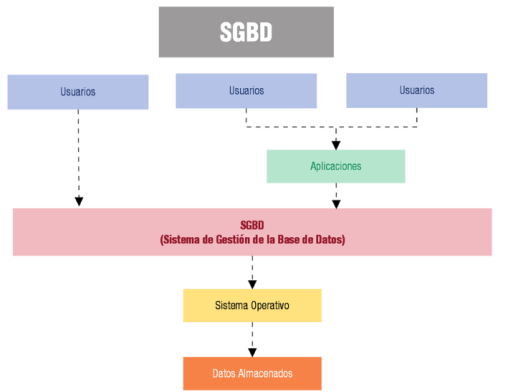 SGBD
Usuarios
Usuarios
Usuarios
Aplicaciones
SGBD
(Sistema de Gestión de la Base de Datos)
Sistema Operativo
Datos Almacenados